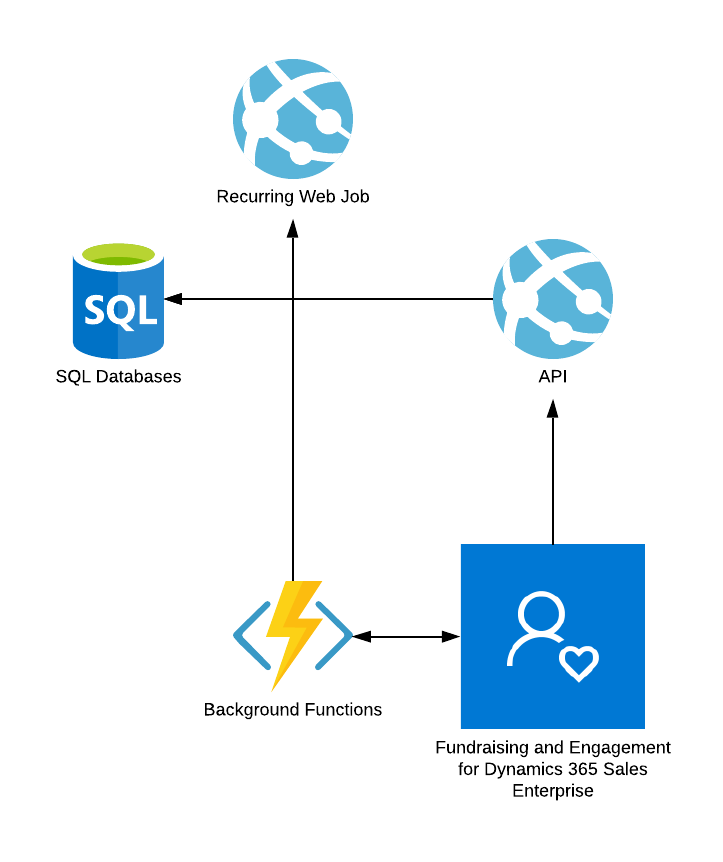 Recurring Web Job
SQL
SQL Databases
API
Background Functions
Fundraising and Engagement
for Dynamics 365 Sales
Enterprise